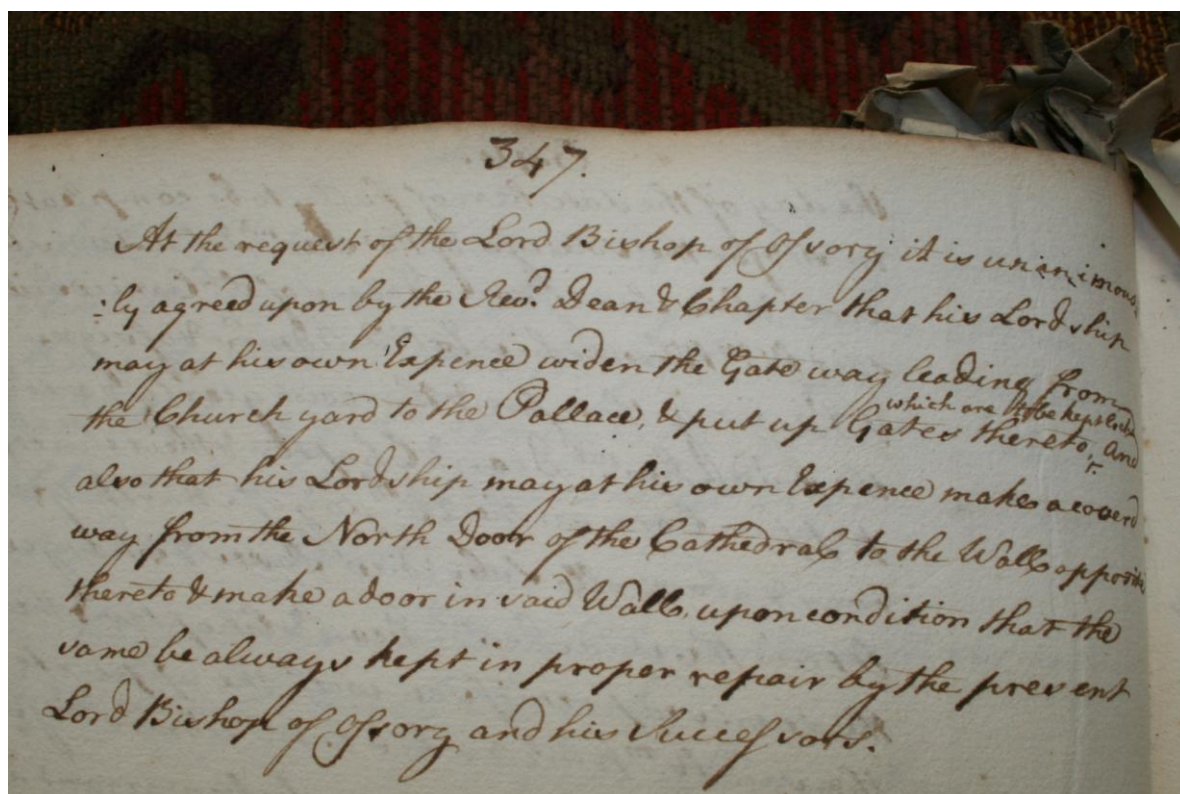 347.
At the request of the Lord Bishop of Ossory it is unanimous
:ly agreed upon by the Revd. Dean & Chapter that his Lordship
may at his own Expence widen the Gate way leading from
which are to be kept lockd
the Church yard to the Pallace, & put up Gates thereto, And
also that his Lordship may at his own Expence make a coverd
way from the North Door of the Cathedral to the Wall opposite
thereto & make a door in said Wall, upon condition that the
same be always kept in proper repair by the present
Lord Bishop of Ossory and his Successors.